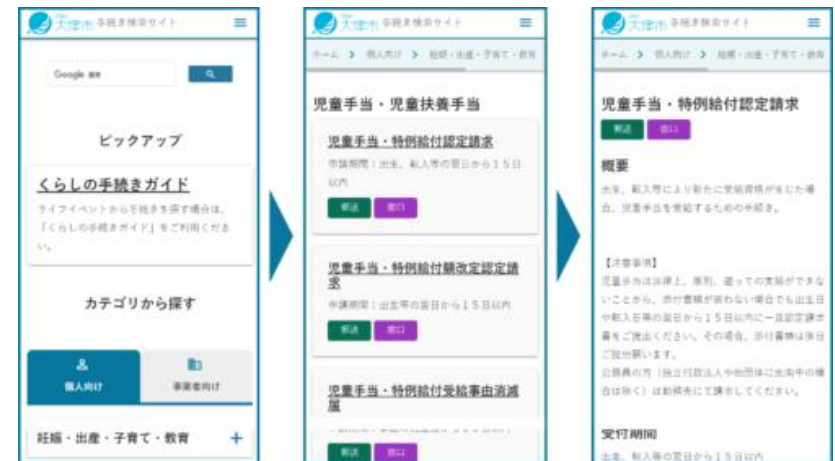 大津市 手続き検索サイト
Google 検索
ピックアップ
くらしの手続きガイド
ライフイベントから手続きを探す場合は、
「くらしの手続きガイド」をご利用くださ
い。
カテゴリから探す
個人向け
事業者向け
妊娠・出産・子育て・教育 +
大津市 手続き検索サイト
ホーム > 個人向け > 妊娠・出産・子育て・教育
児童手当・児童扶養手当
児童手当・特例給付認定請求
申請期間：出生、転入等の翌日から15日
以内
郵送 窓口
児童手当・特例給付額改定認定請
求
申請期間：出生等の翌日から15日以内
郵送 窓口
児童手当・特例給付受給事由消滅
届
郵送 窓口
大津市 手続き検索サイト
ホーム > 個人向け > 妊娠・出産・子育て・教育
児童手当・特例給付認定請求
郵送 窓口
概要
出生、転入等により新たに受給資格が生じた場
合、児童手当を受給するための手続き。
【注意事項】
児童手当は法律上、原則、遡っての支給ができな
いことから、添付書類が揃わない場合でも出生日
や転入日等の翌日から15日以内に一旦認定請求
書をご提出ください。その場合、添付書類は後日
ご提出願います。
公務員の方（独立行政法人や他団体に出向中の場
合は除く）は勤務先にて請求してください。
受付期間
出生、転入等の翌日から15日以内